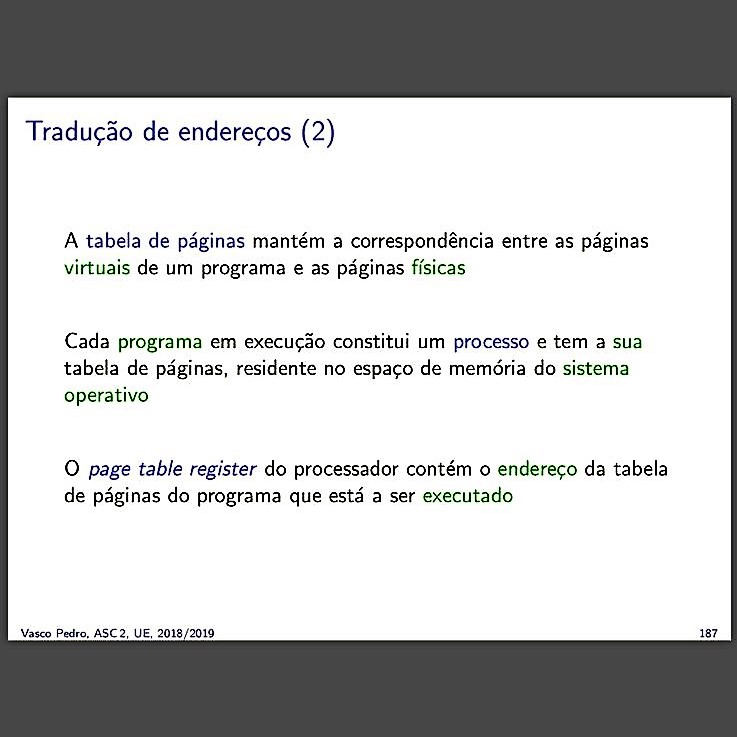 Tradução de endereços (2)
A tabela de páginas mantém a correspondência entre as páginas
virtuais de um programa e as páginas físicas
Cada programa em execução constitui um processo e tem a sua
tabela de páginas, residente no espaço de memória do sistema
operativo
O page table register do processador contém o endereço da tabela
de páginas do programa que está a ser executado
Vasco Pedro, ASC2, UE, 2018/2019
187